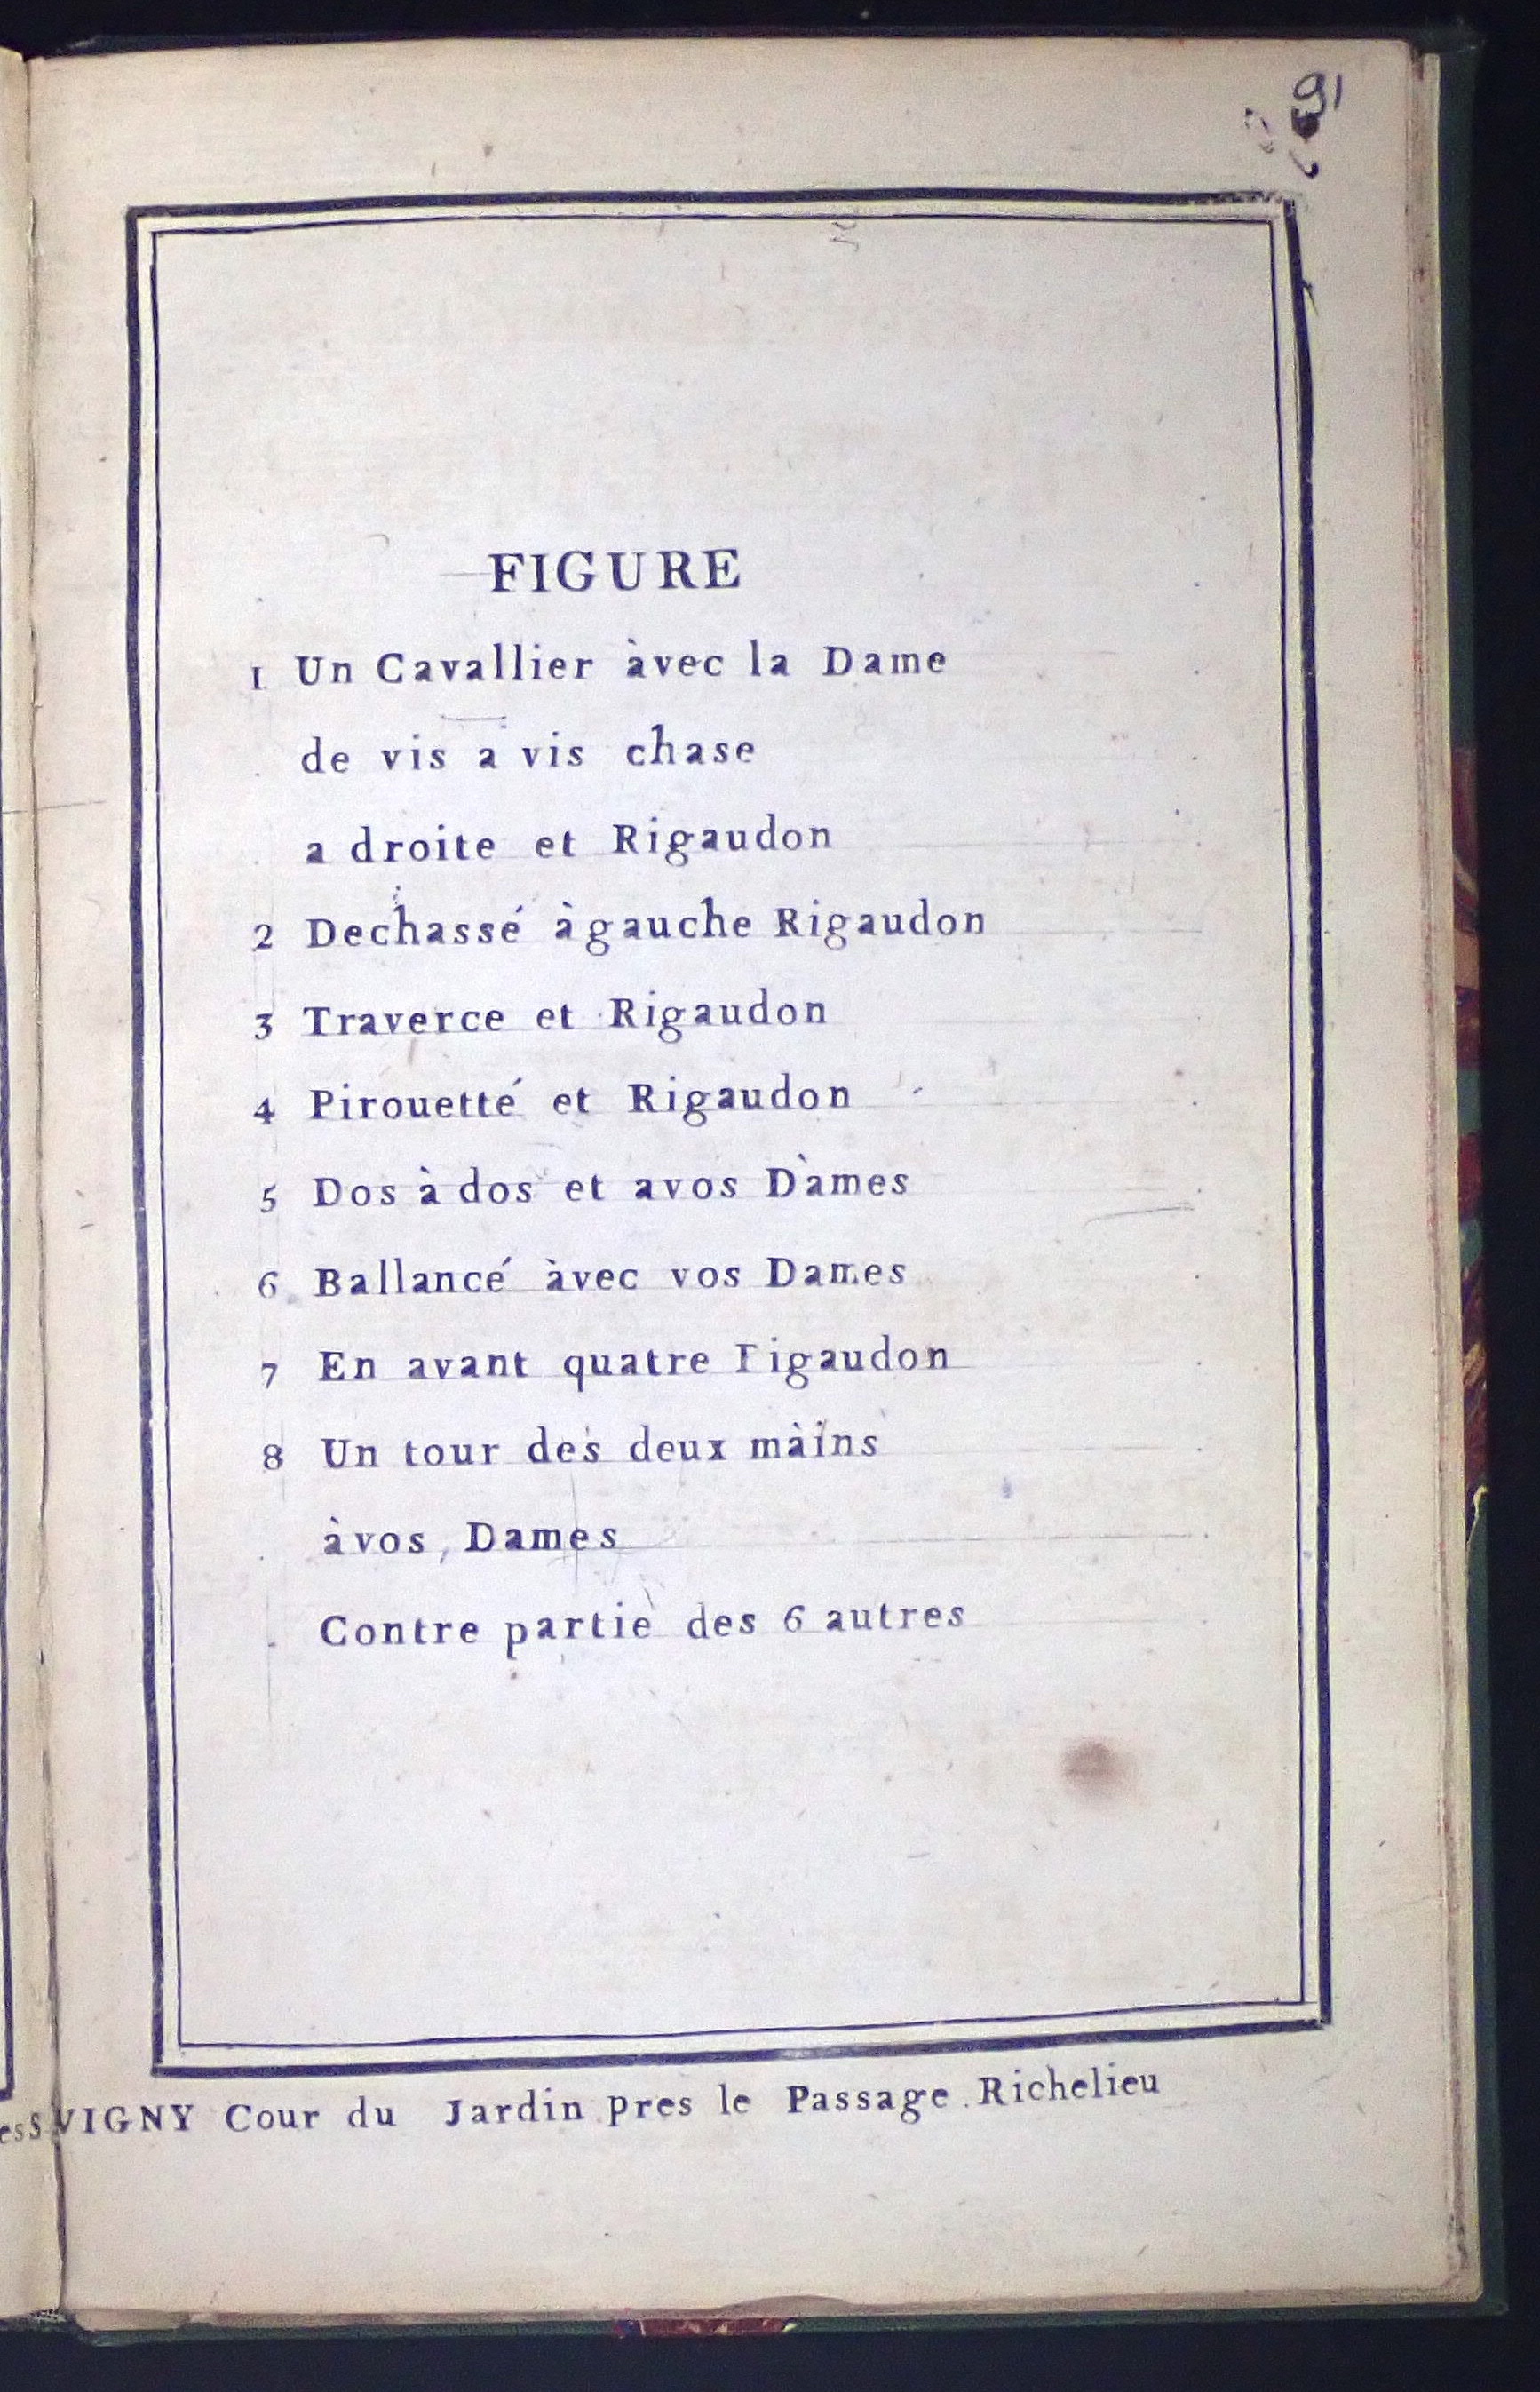 91
FIGURE
1 Un Cavallier àvec la Dame
de vis a vis chase
a droite et Rigaudon
2 Dechassé àgauche Rigaudon
3 Traverce et Rigaudon
4 Pirouetté et Rigaudon
5 Dos à dos et avos Dàmes
6 Ballancé àvec vos Dames
7 En avant quatre Rigaudon
8 Un tour des deux màins
àvos, Dames
Contre partie des 6 autres
VIGNY Cour du Jardin pres le Passage Richelieu